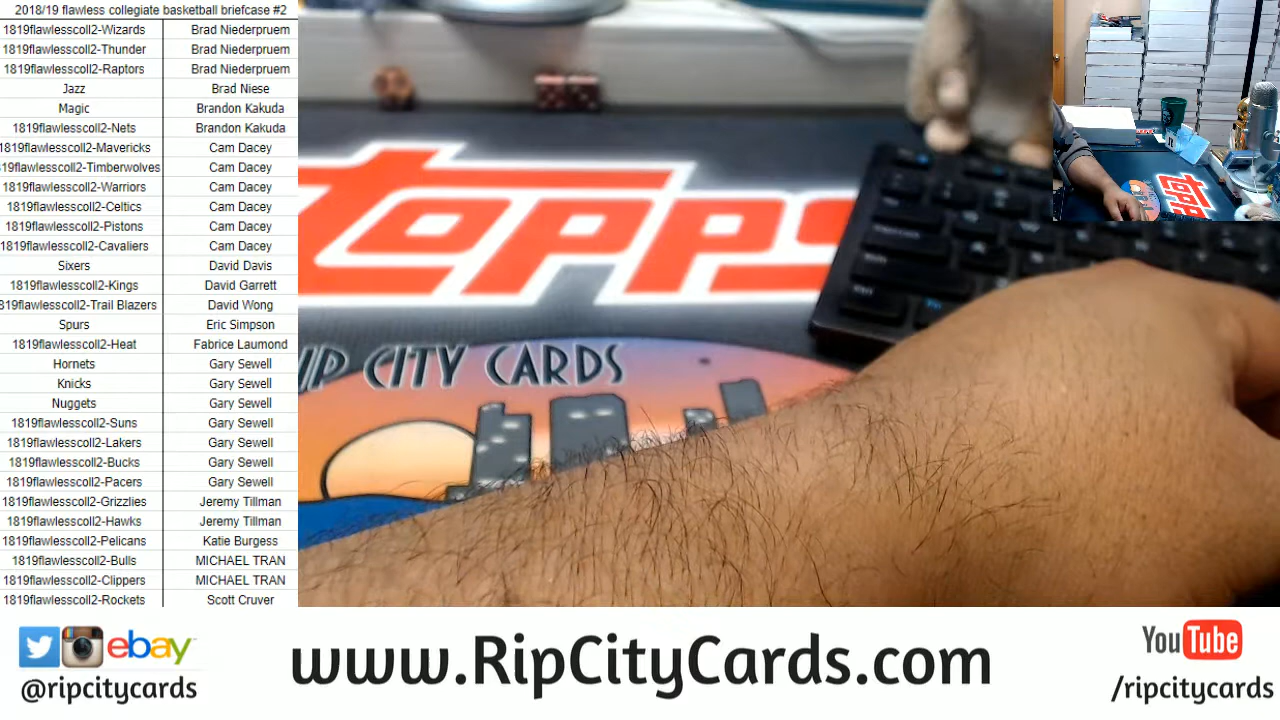 2018/19 flawless collegiate basketball briefcase #2
1819flawlesscoll2-Wizards Brad Niederpruem
1819flawlesscoll2-Thunder Brad Niederpruem
1819flawlesscoll2-Raptors Brad Niederpruem
Jazz Brad Niese
Magic Brandon Kakuda
1819flawlesscoll2-Nets Brandon Kakuda
1819flawlesscoll2-Mavericks Cam Dacey
1819flawlesscoll2-Timberwolves Cam Dacey
1819flawlesscoll2-Warriors Cam Dacey
1819flawlesscoll2-Celtics Cam Dacey
1819flawlesscoll2-Pistons Cam Dacey
1819flawlesscoll2-Cavaliers Cam Dacey
Sixers David Davis
1819flawlesscoll2-Kings David Garrett
1819flawlesscoll2-Trail Blazers David Wong
Spurs Eric Simpson
1819flawlesscoll2-Heat Fabrice Laumond
Hornets Gary Sewell
Knicks Gary Sewell
Nuggets Gary Sewell
1819flawlesscoll2-Suns Gary Sewell
1819flawlesscoll2-Lakers Gary Sewell
1819flawlesscoll2-Bucks Gary Sewell
1819flawlesscoll2-Pacers Gary Sewell
1819flawlesscoll2-Grizzlies Jeremy Tillman
1819flawlesscoll2-Hawks Jeremy Tillman
1819flawlesscoll2-Pelicans Katie Burgess
1819flawlesscoll2-Bulls MICHAEL TRAN
1819flawlesscoll2-Clippers MICHAEL TRAN
1819flawlesscoll2-Rockets Scott Cruver
topps
IP CITY CARDS
topps
ebay
@ripcitycards
www.RipCityCards.com
YouTube
/ripcitycards